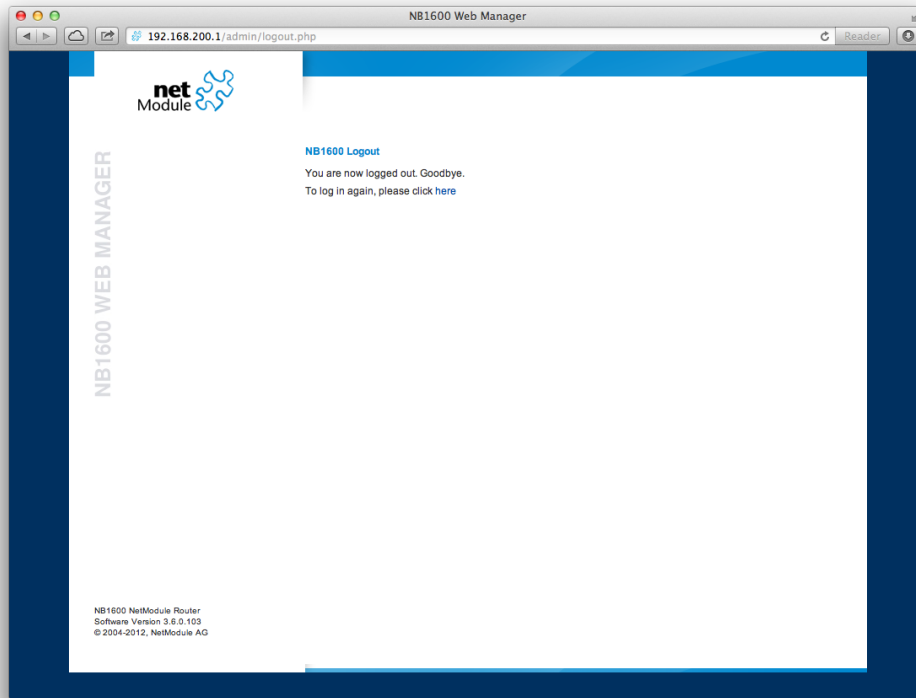 NB1600 Web Manager
192.168.200.1/admin/logout.php
Reader
net
Module
NB1600 WEB MANAGER
NB1600 Logout
You are now logged out. Goodbye.
To log in again, please click here
NB1600 NetModule Router
Software Version 3.6.0.103
© 2004-2012, NetModule AG